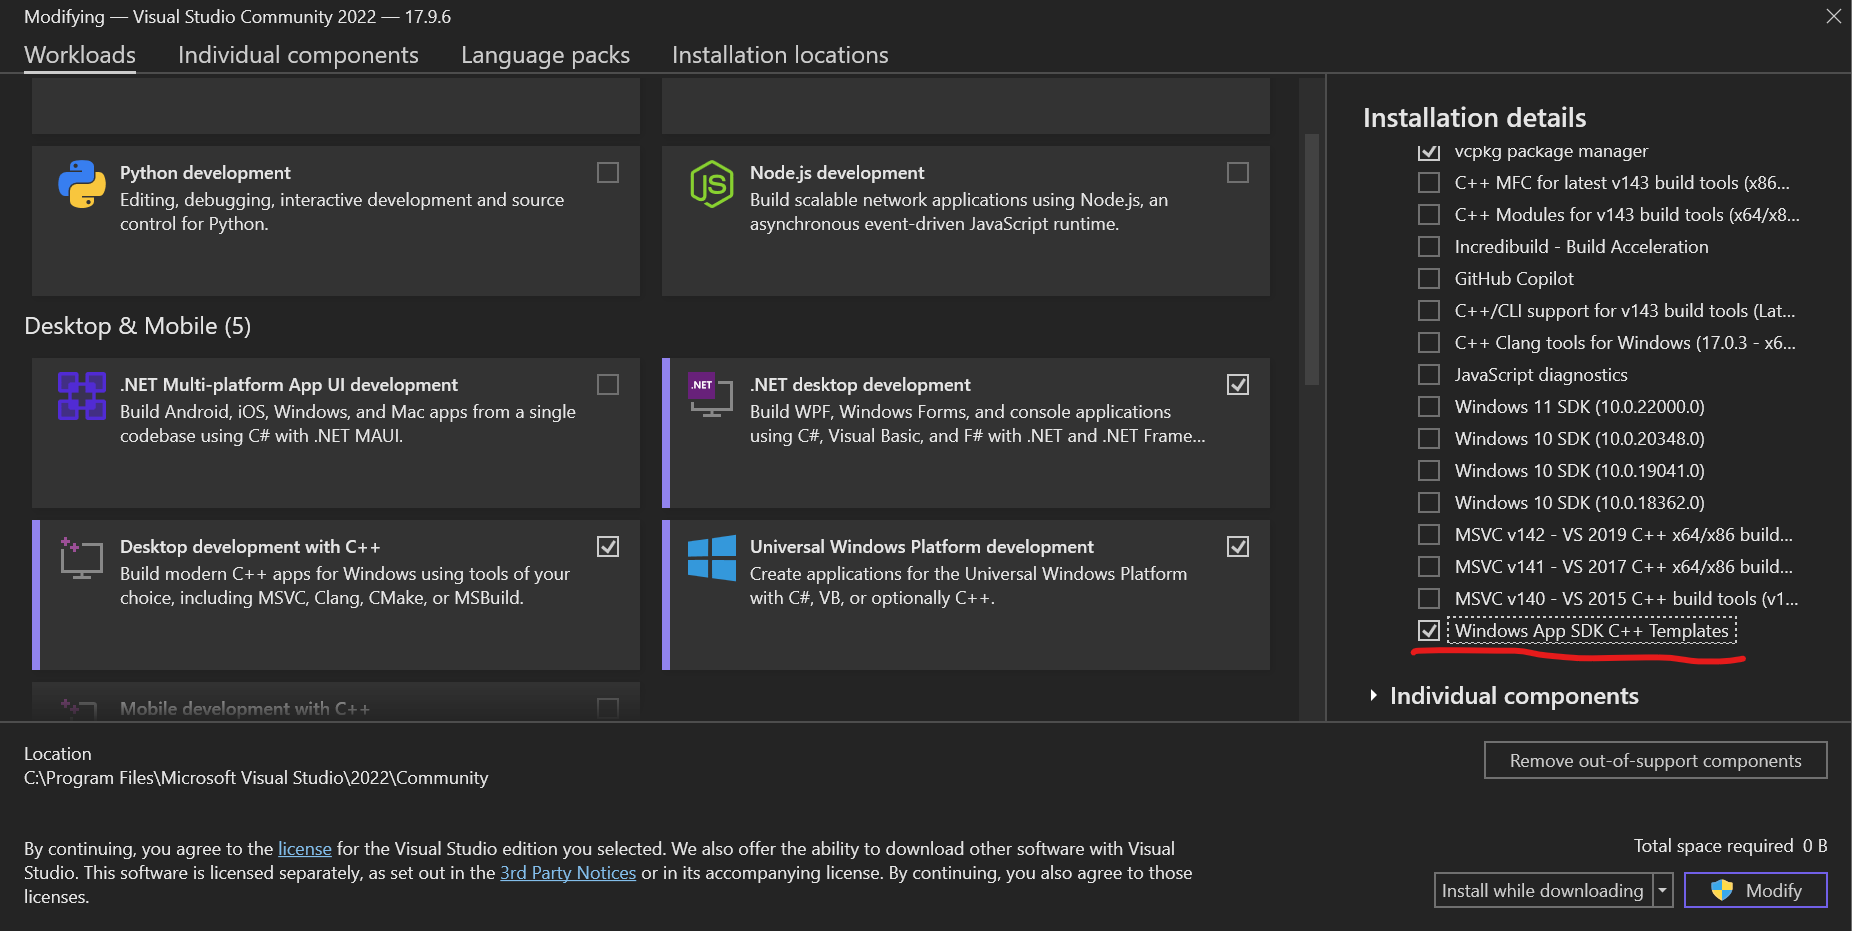 Modifying — Visual Studio Community 2022 — 17.9.6
Workloads
Individual components
Language packs
Installation locations
Python development
Editing, debugging, interactive development and source
control for Python.
JS
Node.js development
Build scalable network applications using Node.js, an
asynchronous event-driven JavaScript runtime.
Desktop & Mobile (5)
.NET Multi-platform App UI development
Build Android, iOS, Windows, and Mac apps from a single
codebase using C# with .NET MAUI.
.NET
.NET desktop development
Build WPF, Windows Forms, and console applications
using C#, Visual Basic, and F# with .NET and .NET Frame...
Desktop development with C++
Build modern C++ apps for Windows using tools of your
choice, including MSVC, Clang, CMake, or MSBuild.
Universal Windows Platform development
Create applications for the Universal Windows Platform
with C#, VB, or optionally C++.
Mobile development with C++
Installation details
vcpkg package manager
C++ MFC for latest v143 build tools (x86...
C++ Modules for v143 build tools (x64/x8...
Incredibuild - Build Acceleration
GitHub Copilot
C++/CLI support for v143 build tools (Lat...
C++ Clang tools for Windows (17.0.3 - x6...
JavaScript diagnostics
Windows 11 SDK (10.0.22000.0)
Windows 10 SDK (10.0.20348.0)
Windows 10 SDK (10.0.19041.0)
Windows 10 SDK (10.0.18362.0)
MSVC v142 - VS 2019 C++ x64/x86 build...
MSVC v141 - VS 2017 C++ x64/x86 build...
MSVC v140 - VS 2015 C++ build tools (v1...
Windows App SDK C++ Templates
Individual components
Location
C:\Program Files\Microsoft Visual Studio\2022\Community
Remove out-of-support components
By continuing, you agree to the license for the Visual Studio edition you selected. We also offer the ability to download other software with Visual
Studio. This software is licensed separately, as set out in the 3rd Party Notices or in its accompanying license. By continuing, you also agree to those
licenses.
Total space required 0 B
Install while downloading
Modify